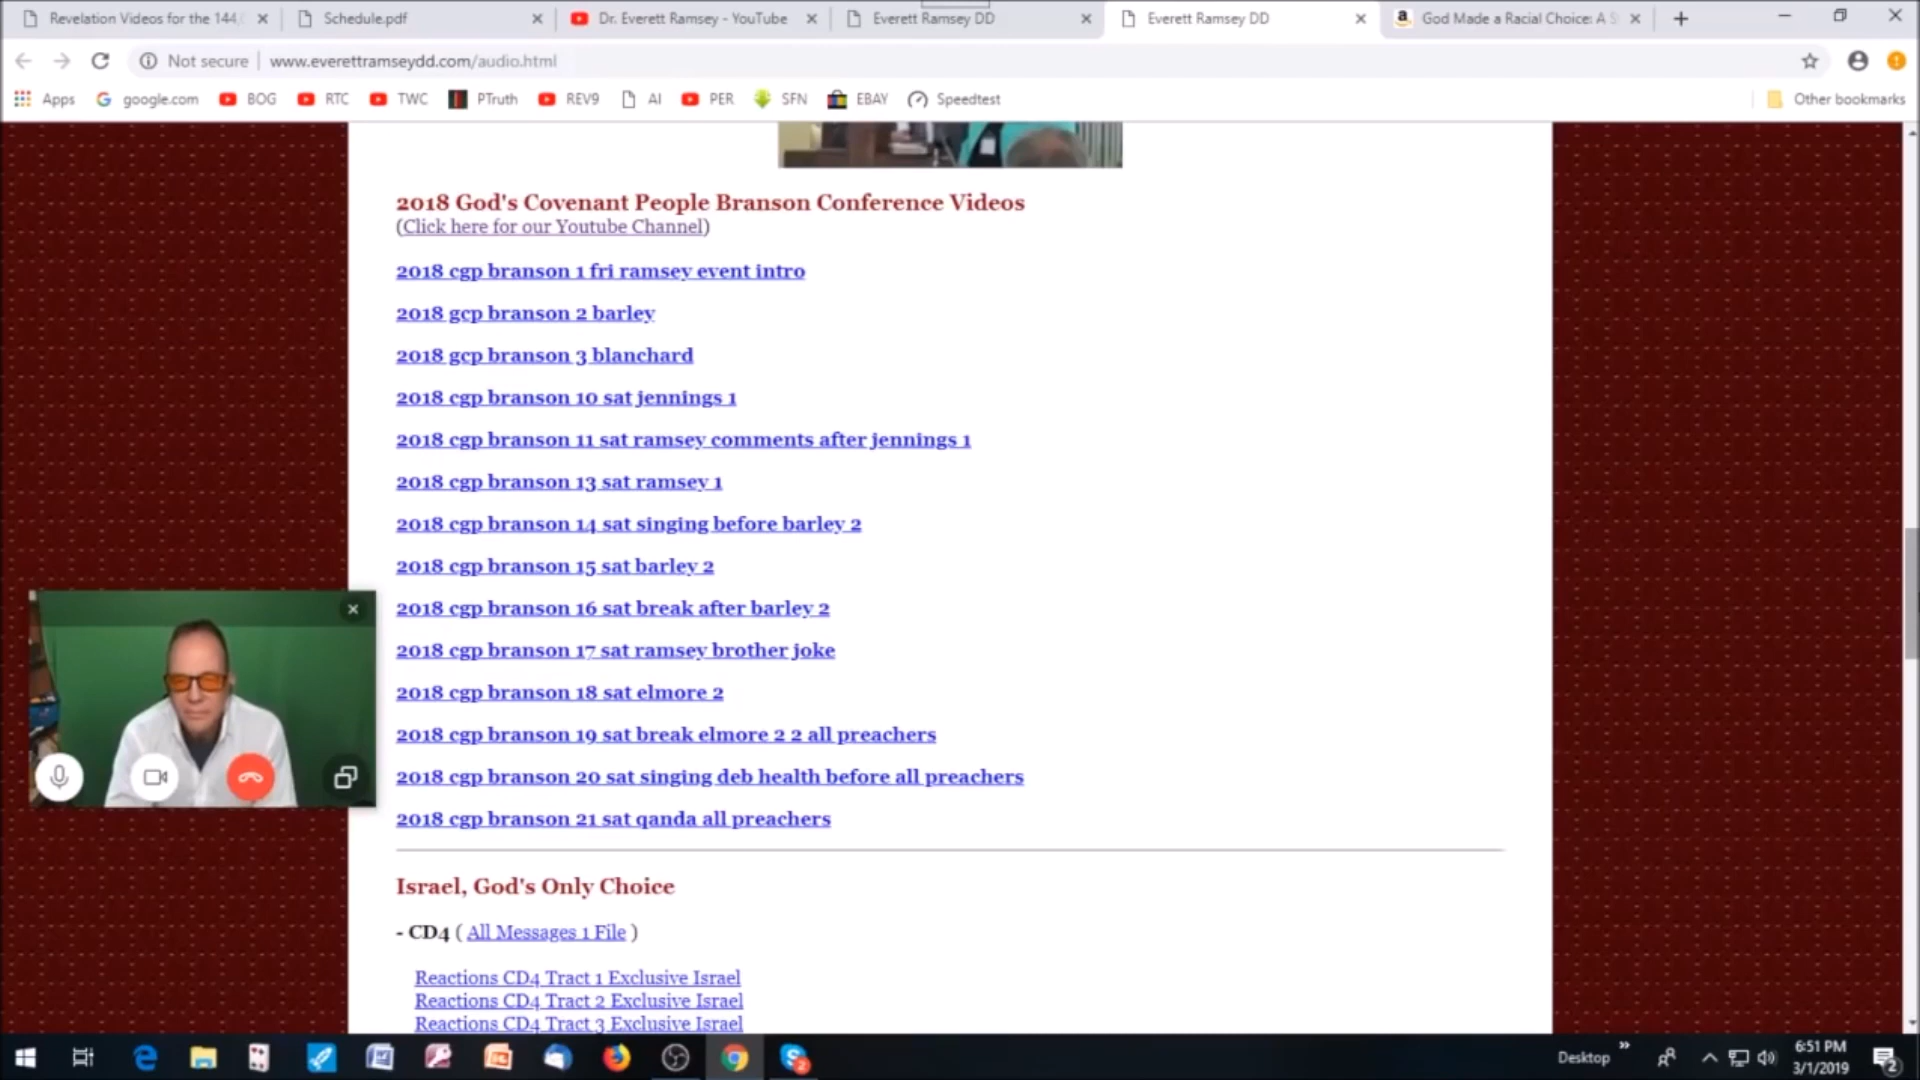 Revelation Videos for the 144,
Schedule.pdf
Dr. Everett Ramsey - YouTube
Everett Ramsey DD
Everett Ramsey DD
God Made a Racial Choice: A S
Not secure
www.everettramseydd.com/audio.html
Apps
google.com
BOG
RTC
TWC
PTruth
REV9
AI
PER
SFN
EBAY
Speedtest
Other bookmarks
2018 God's Covenant People Branson Conference Videos
(Click here for our Youtube Channel)
2018 cgp branson 1 fri ramsey event intro
2018 gcp branson 2 barley
2018 gcp branson 3 blanchard
2018 cgp branson 10 sat jennings 1
2018 cgp branson 11 sat ramsey comments after jennings 1
2018 cgp branson 13 sat ramsey 1
2018 cgp branson 14 sat singing before barley 2
2018 cgp branson 15 sat barley 2
2018 cgp branson 16 sat break after barley 2
2018 cgp branson 17 sat ramsey brother joke
2018 cgp branson 18 sat elmore 2
2018 cgp branson 19 sat break elmore 2 2 all preachers
2018 cgp branson 20 sat singing deb health before all preachers
2018 cgp branson 21 sat qanda all preachers
Israel, God's Only Choice
- CD4 ( All Messages 1 File )
Reactions CD4 Tract 1 Exclusive Israel
Reactions CD4 Tract 2 Exclusive Israel
Reactions CD4 Tract 3 Exclusive Israel
Desktop
6:51 PM
3/1/2019
2
2